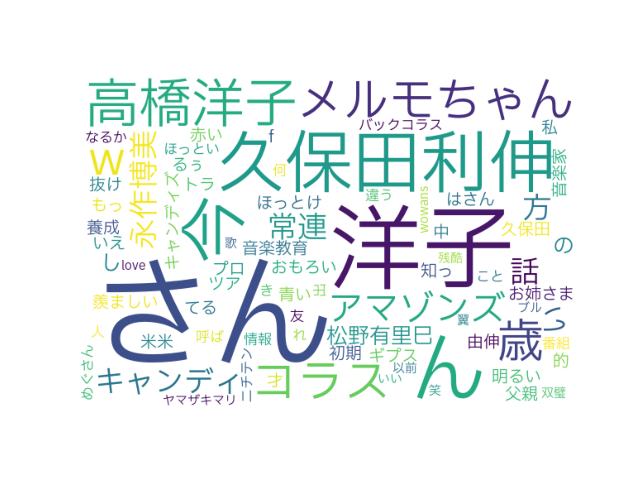 高橋洋子
メルモちゃん
バックコラス
私
なるか
赤い
f
ほっとい
るぅ
何
音楽家
w
永作博美
久保田利伸
抜け
トラ
違う
もっ
キャンディズ
ほっとけ
wowans
はさん
方
養成
今
常連
洋子
中
久保田
いえ
歌
音楽教育
の
し
love
プロ
おもろい
知っ
残酷
こと
話
羨ましい
てる
ツア
き
青い
丑
アマゾンズ
お姉さま
ブル
っ
人
米米
呼ば
情報
友
れ
松野有里巳
翼
由伸
歳
番組
さん
初期
ギプス
ん
的
めぐさん
キャンディ
ニチテン
コラス
才
いい
以前
明るい
ヤマザキマリ
笑
父親
双璧